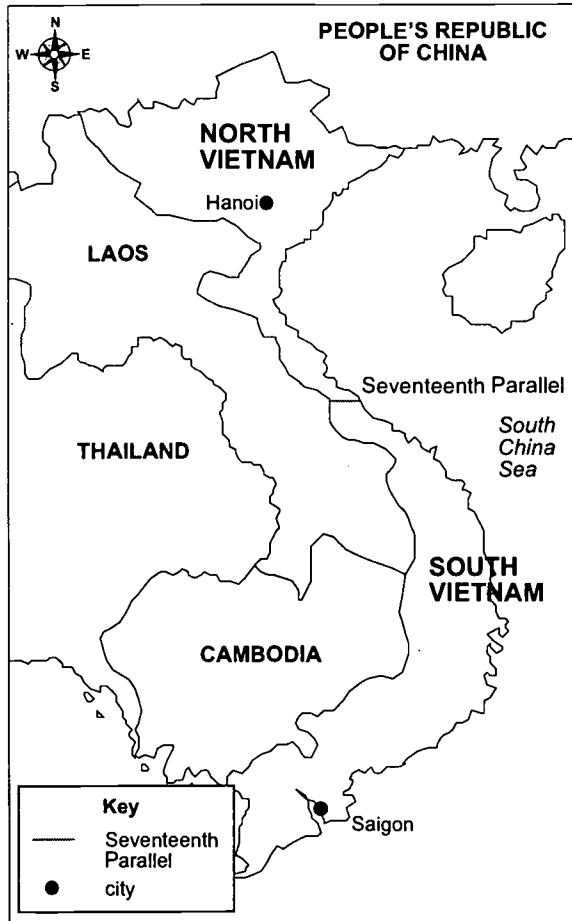 N
W E
S
PEOPLE'S REPUBLIC
OF CHINA
NORTH
VIETNAM
Hanoi
LAOS
Seventeenth Parallel
South
China
Sea
THAILAND
SOUTH
VIETNAM
CAMBODIA
Saigon
Key
Seventeenth
Parallel
city